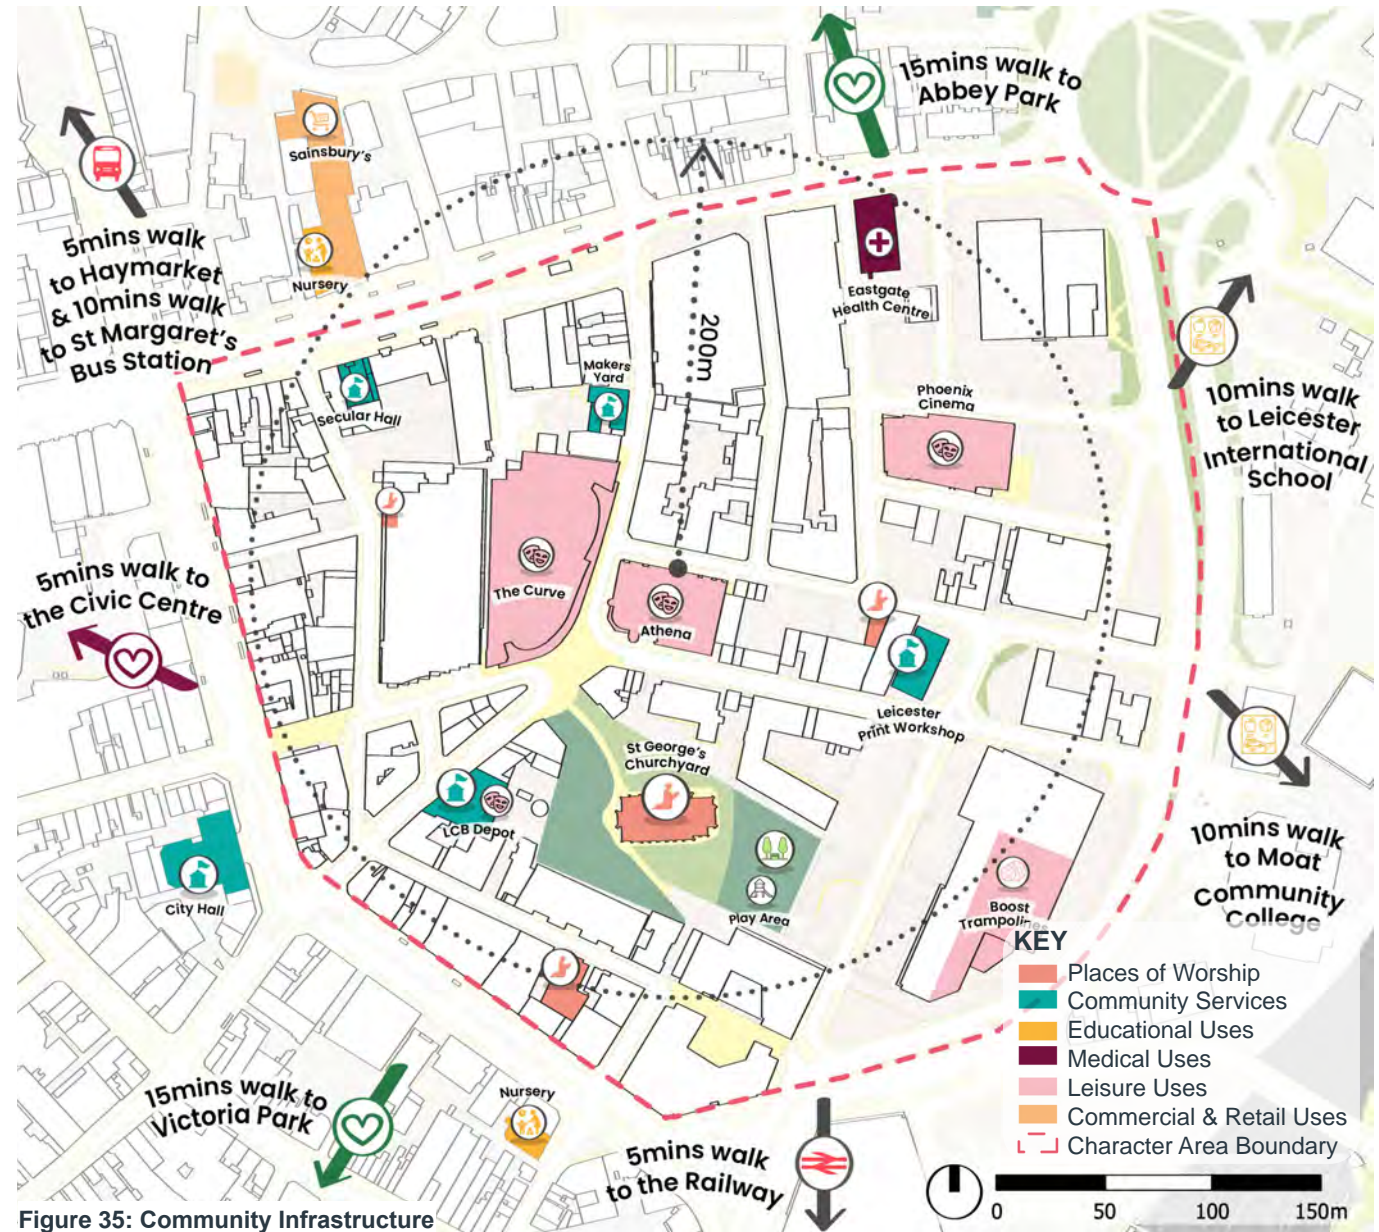 15mins walk to
Abbey Park
Sainsbury's
5mins walk
to Haymarket
& 10mins walk
to St Margaret's
Bus Station
Nursery
Eastgate
Health Centre
200m
Makers
Yard
Secular Hall
Phoenix
Cinema
10mins walk
to Leicester
International
School
5mins walk to
the Civic Centre
The Curve
Athena
Leicester
Print Workshop
St George's
Churchyard
LCB Depot
City Hall
Play Area
Boost
Trampolines
10mins walk
to Moat
Community
College
KEY
Places of Worship
Community Services
Educational Uses
Medical Uses
Leisure Uses
Commercial & Retail Uses
Character Area Boundary
15mins walk to
Victoria Park
Nursery
5mins walk
to the Railway
0 50 100 150m
Figure 35: Community Infrastructure